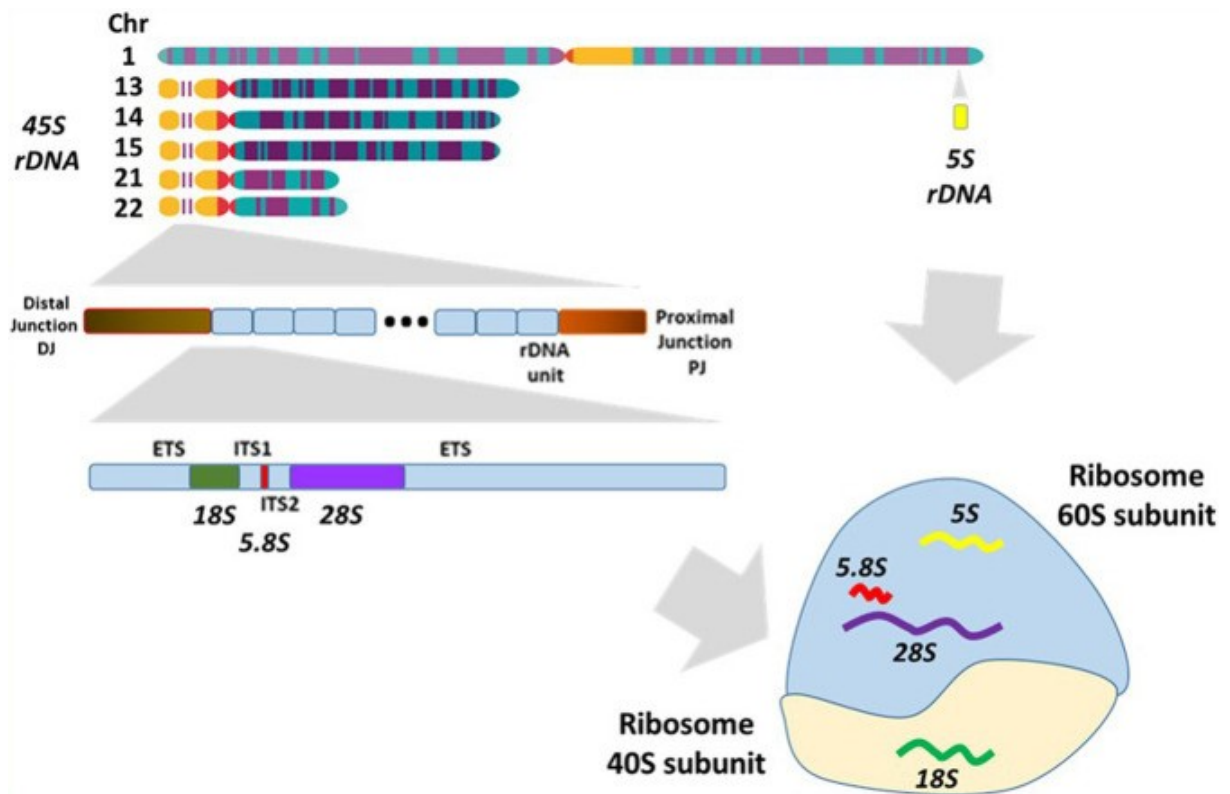 Chr
1
13
14
15
21
22
45S
rDNA
5S
rDNA
Distal
Junction
DJ
rDNA
unit
Proximal
Junction
PJ
ETS
ITS1
ETS
18S
ITS2
28S
5.8S
Ribosome
60S subunit
5S
5.8S
28S
Ribosome
40S subunit
18S